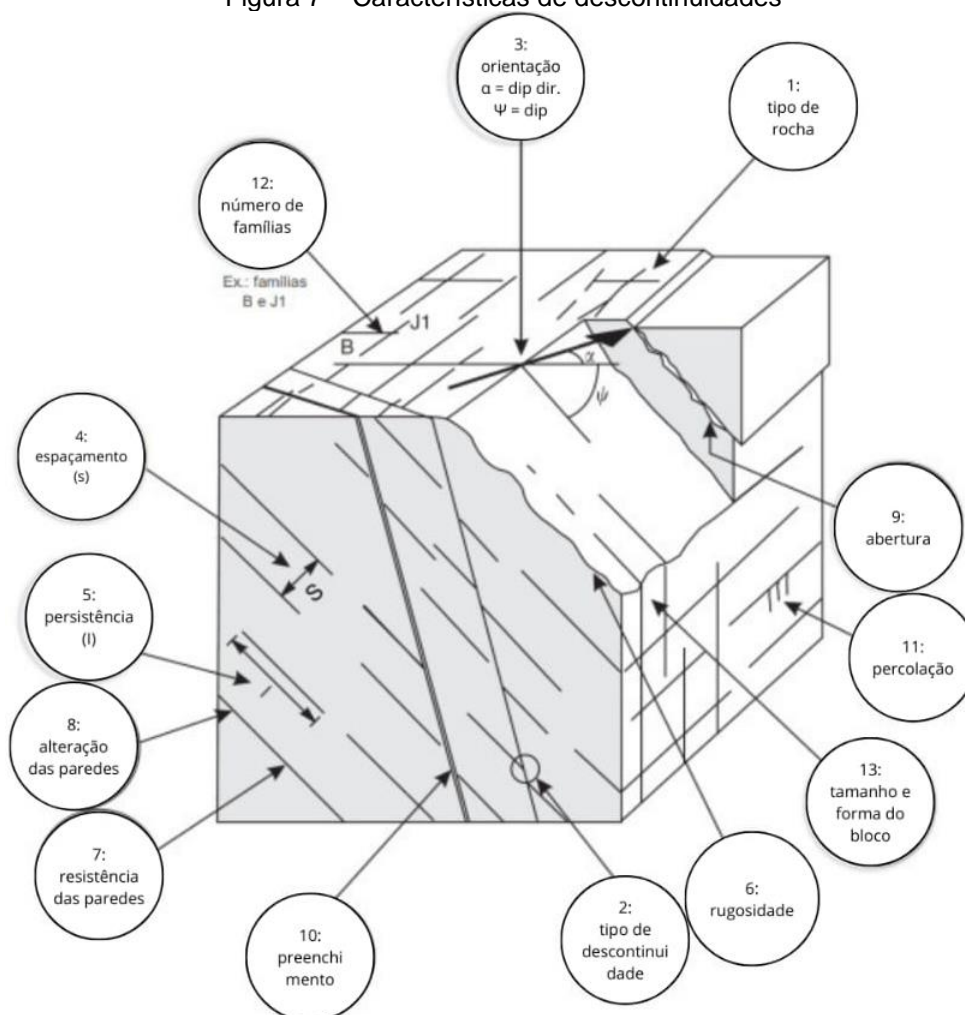 Figura 7 – Características de descontinuidades
3:
orientação
α = dip dir.
Ψ = dip
1:
tipo de
rocha
12:
número de
famílias
Ex.: famílias
B e J1
J1
B
α
ψ
4:
espaçamento
(s)
S
9:
abertura
5:
persistência
(l)
l
11:
percolação
8:
alteração
das paredes
13:
tamanho e
forma do
bloco
7:
resistência
das paredes
6:
rugosidade
2:
tipo de
descontinui
dade
10:
preenchi
mento